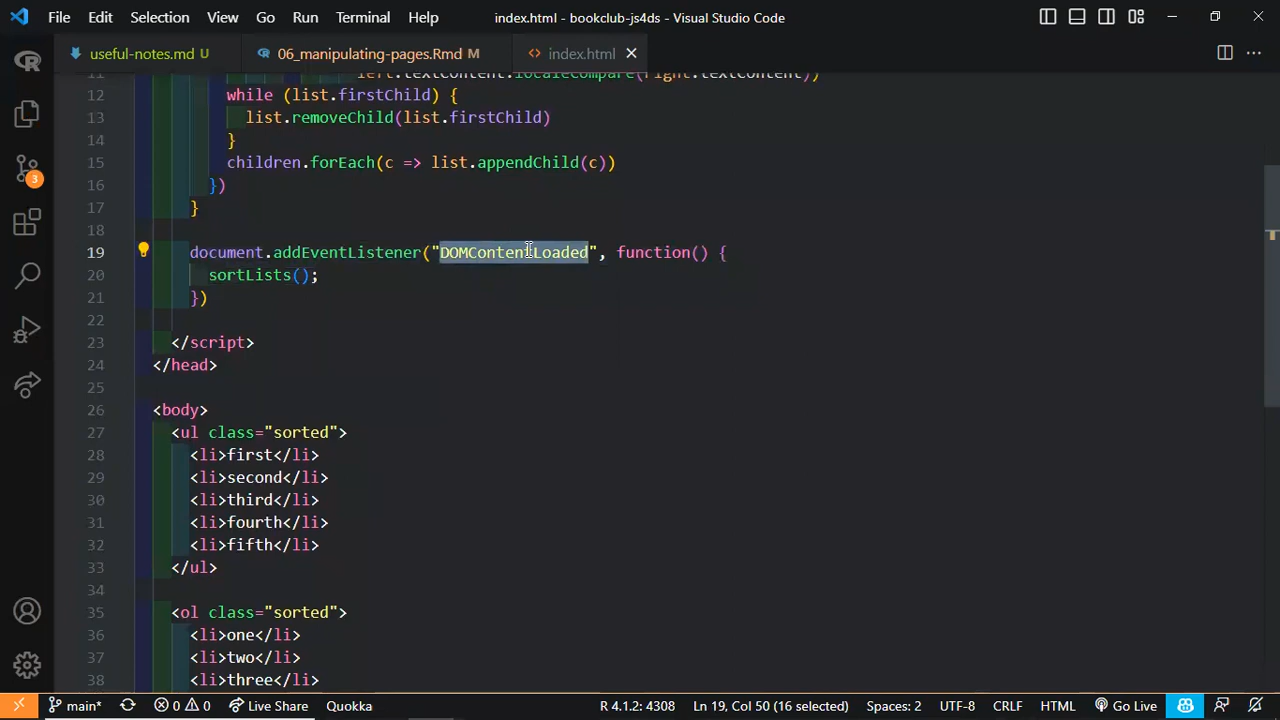 File Edit Selection View Go Run Terminal Help index.html - bookclub-js4ds - Visual Studio Code
useful-notes.md U 06_manipulating-pages.Rmd M index.html
11 left.textContent.localeCompare(right.textContent))
12 while (list.firstChild) {
13 list.removeChild(list.firstChild)
14 }
15 children.forEach(c => list.appendChild(c))
16 })
17 }
18
19 document.addEventListener("DOMContentLoaded", function() {
20 sortLists();
21 })
22
23 </script>
24 </head>
25
26 <body>
27 <ul class="sorted">
28 <li>first</li>
29 <li>second</li>
30 <li>third</li>
31 <li>fourth</li>
32 <li>fifth</li>
33 </ul>
34
35 <ol class="sorted">
36 <li>one</li>
37 <li>two</li>
38 <li>three</li>
3
main* 0 0 Live Share Quokka R 4.1.2: 4308 Ln 19, Col 50 (16 selected) Spaces: 2 UTF-8 CRLF HTML Go Live